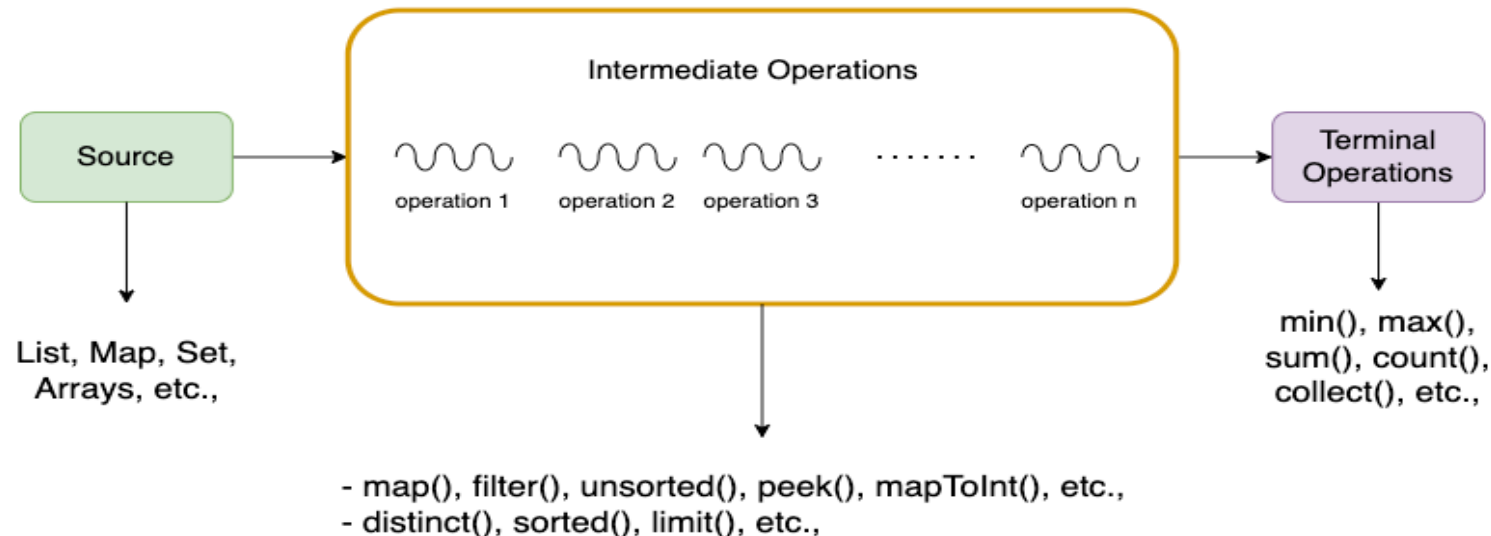 Intermediate Operations
Source
operation 1
operation 2
operation 3
.......
operation n
Terminal
Operations
List, Map, Set,
Arrays, etc.,
min(), max(),
sum(), count(),
collect(), etc.,
- map(), filter(), unsorted(), peek(), mapToInt(), etc.,
- distinct(), sorted(), limit(), etc.,